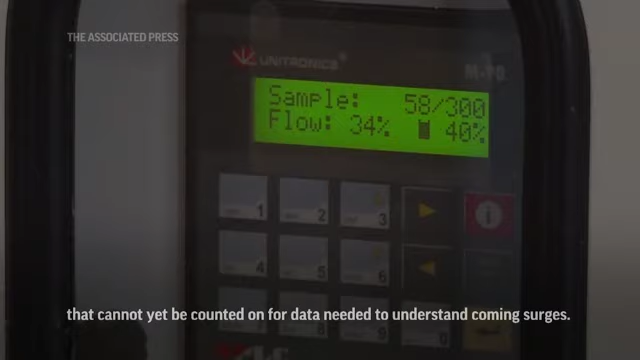 THE ASSOCIATED PRESS
UNITRONICS
M-90
Sample: 58/300
Flow: 34% 40%
1 2 3
i
4 5 6
that cannot yet be counted on for data needed to understand coming surges.